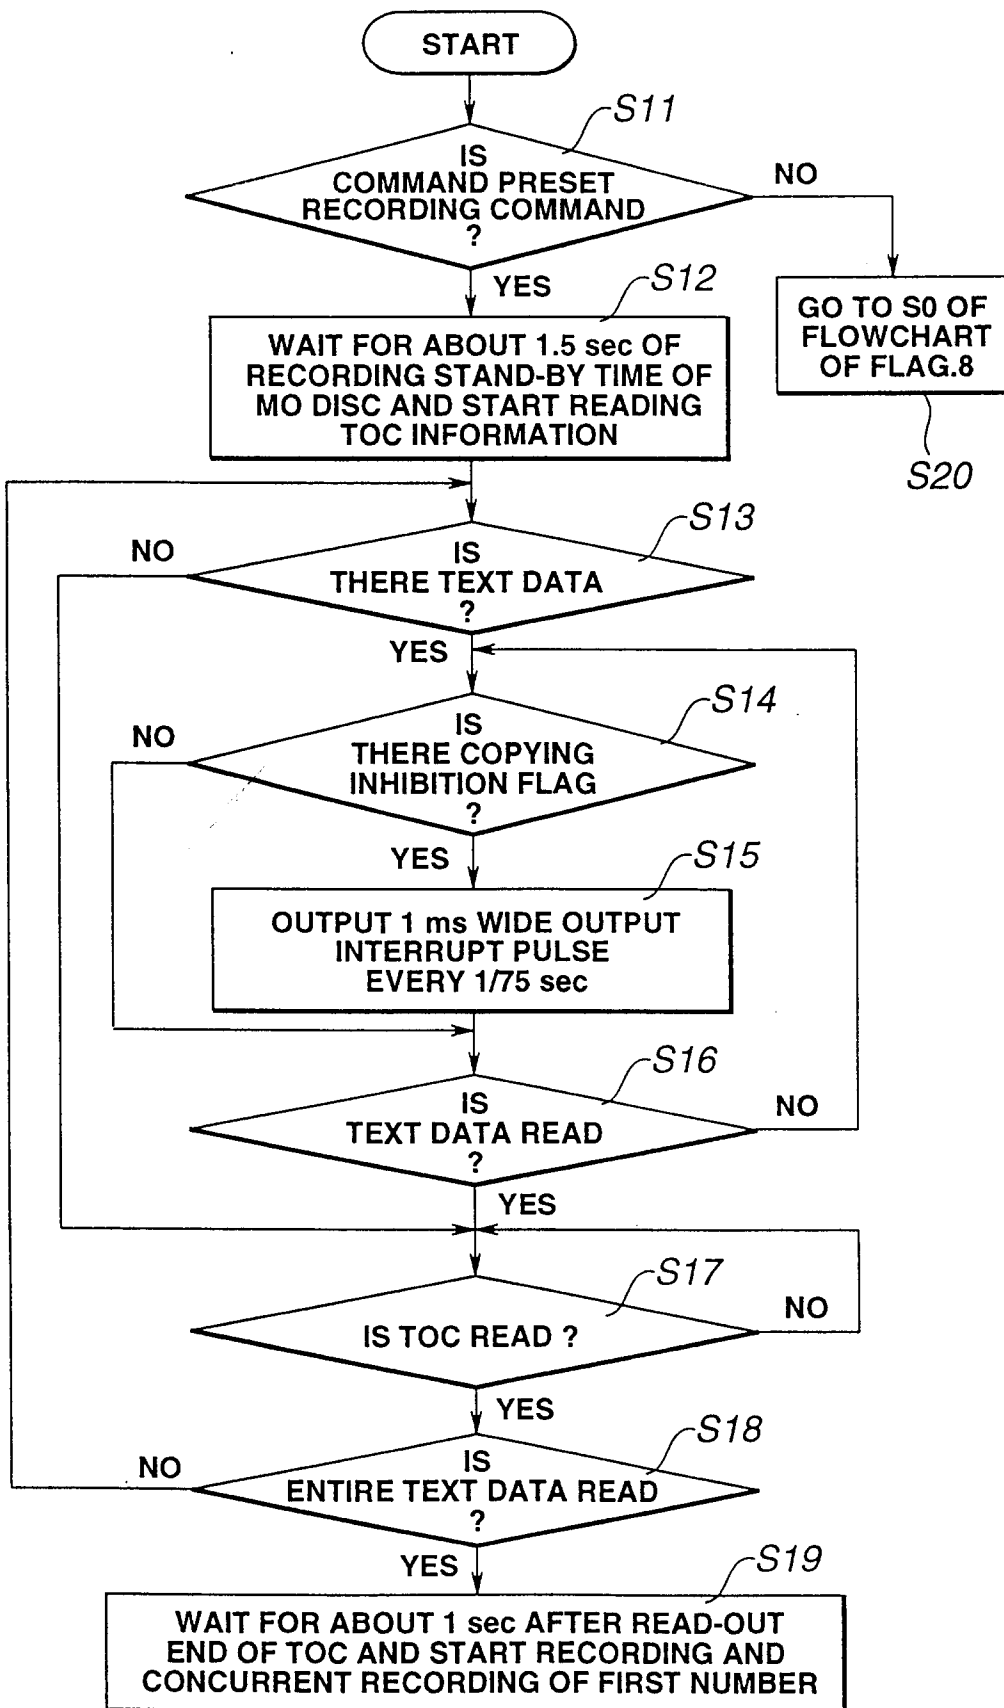 START
S11
IS
COMMAND PRESET
RECORDING COMMAND
?
NO
YES
S12
WAIT FOR ABOUT 1.5 sec OF
RECORDING STAND-BY TIME OF
MO DISC AND START READING
TOC INFORMATION
GO TO S0 OF
FLOWCHART
OF FLAG.8
S20
S13
NO
IS
THERE TEXT DATA
?
YES
S14
NO
IS
THERE COPYING
INHIBITION FLAG
?
YES
S15
OUTPUT 1 ms WIDE OUTPUT
INTERRUPT PULSE
EVERY 1/75 sec
S16
IS
TEXT DATA READ
?
NO
YES
S17
IS TOC READ ?
NO
YES
S18
NO
IS
ENTIRE TEXT DATA READ
?
YES
S19
WAIT FOR ABOUT 1 sec AFTER READ-OUT
END OF TOC AND START RECORDING AND
CONCURRENT RECORDING OF FIRST NUMBER